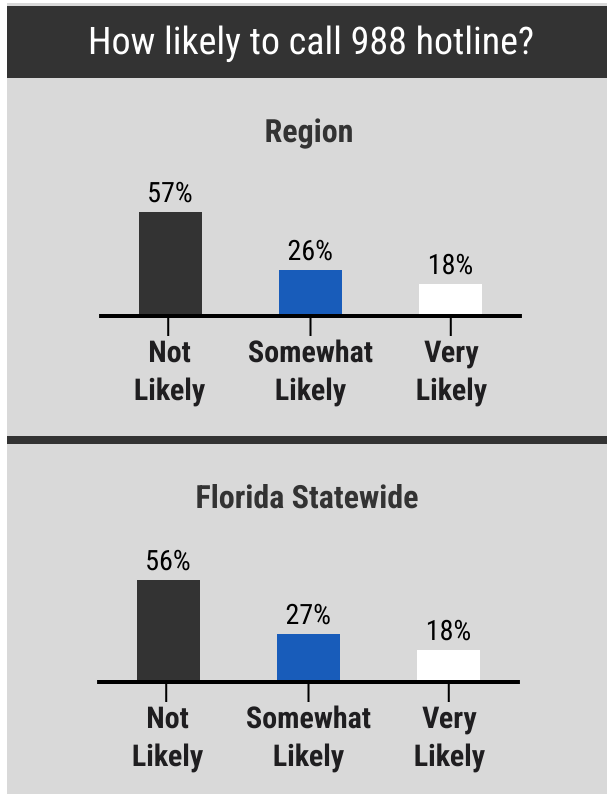 How likely to call 988 hotline?
Region
57%
26%
18%
Not Likely
Somewhat Likely
Very Likely
Florida Statewide
56%
27%
18%
Not Likely
Somewhat Likely
Very Likely